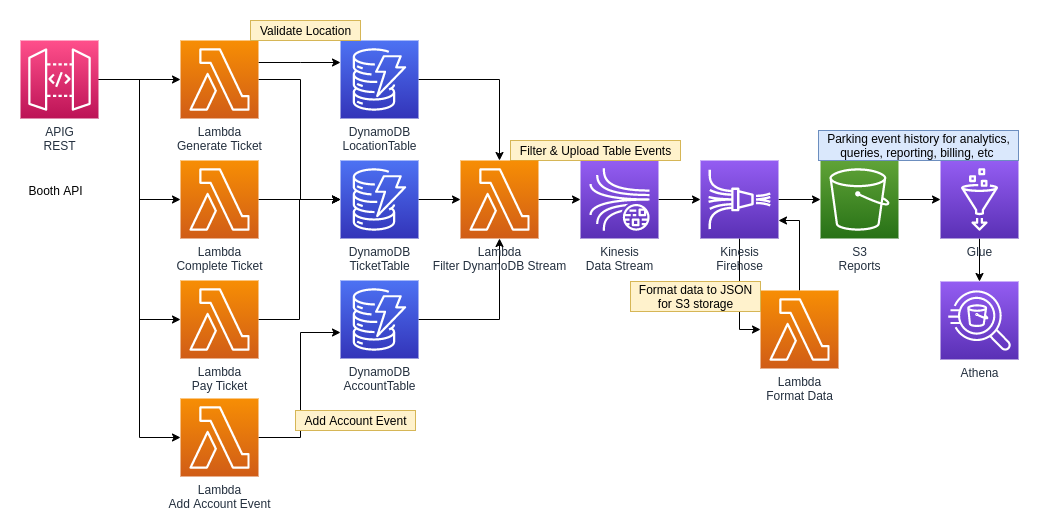 Validate Location
APIG
REST
Lambda
Generate Ticket
DynamoDB
LocationTable
Filter & Upload Table Events
Parking event history for analytics,
queries, reporting, billing, etc
Booth API
Lambda
Complete Ticket
DynamoDB
TicketTable
Lambda
Filter DynamoDB Stream
Kinesis
Data Stream
Kinesis
Firehose
S3
Reports
Glue
Format data to JSON
for S3 storage
Lambda
Pay Ticket
DynamoDB
AccountTable
Lambda
Format Data
Athena
Add Account Event
Lambda
Add Account Event